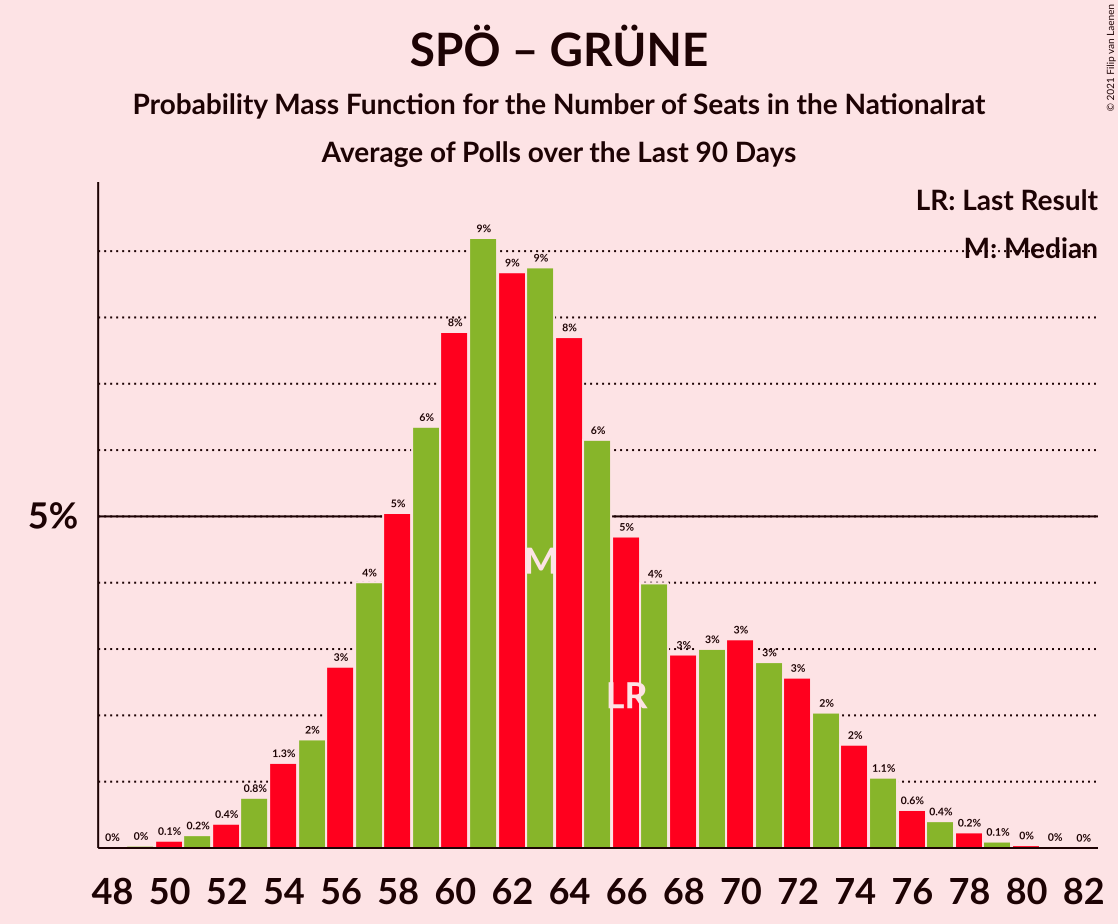 SPÖ – GRÜNE
Probability Mass Function for the Number of Seats in the Nationalrat
Average of Polls over the Last 90 Days
© 2021 Filip van Laenen
LR: Last Result
M: Median
5%
0% 0% 0.1% 0.2% 0.4% 0.8% 1.3% 2% 3% 4% 5% 6% 8% 9% 9% 9% 8% 6% 5% 4% 3% 3% 3% 3% 3% 2% 2% 1.1% 0.6% 0.4% 0.2% 0.1% 0% 0% 0%
M
LR
48 50 52 54 56 58 60 62 64 66 68 70 72 74 76 78 80 82